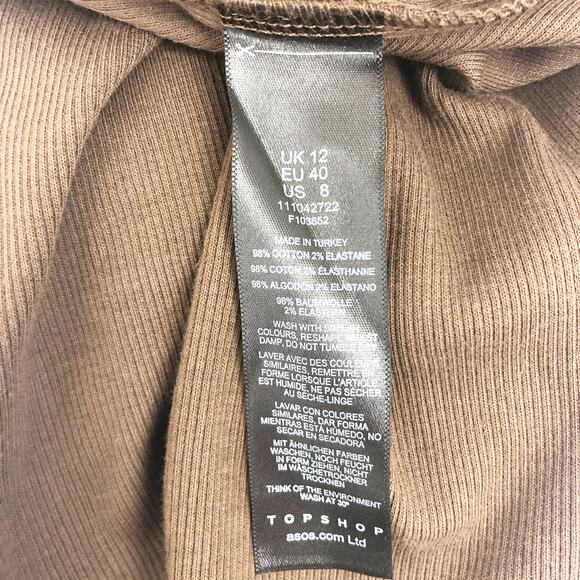 UK 12
EU 40
US 8
111042722
F103552
MADE IN TURKEY
98% COTTON 2% ELASTANE
98% COTON 2% ÉLASTHANNE
98% ALGODON 2% ELASTANO
98% BAUMWOLLE
2% ELASTAN
WASH WITH SIMILAR
COLOURS, RESHAPE WHILST
DAMP, DO NOT TUMBLE DRY
LAVER AVEC DES COULEURS
SIMILAIRES, REMETTRE EN
FORME LORSQUE L'ARTICLE
EST HUMIDE, NE PAS SÉCHER
AU SÈCHE-LINGE
LAVAR CON COLORES
SIMILARES, DAR FORMA
MIENTRAS ESTÁ HÚMEDO, NO
SECAR EN SECADORA
MIT ÄHNLICHEN FARBEN
WASCHEN, NOCH FEUCHT
IN FORM ZIEHEN, NICHT
IM WÄSCHETROCKNER
TROCKNEN
THINK OF THE ENVIRONMENT
WASH AT 30°
TOPSHOP
asos.com Ltd